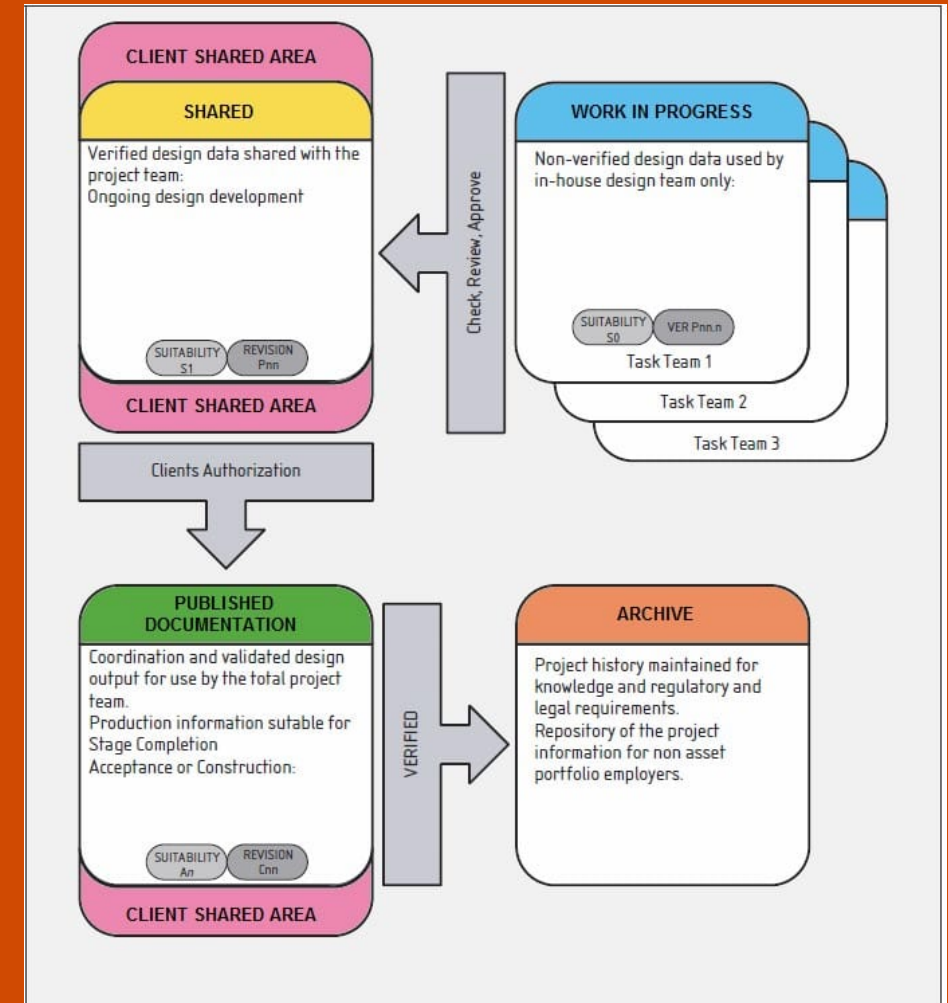 CLIENT SHARED AREA
SHARED
Verified design data shared with the
project team:
Ongoing design development
SUITABILITY
S1
REVISION
Pnn
CLIENT SHARED AREA
Check, Review, Approve
WORK IN PROGRESS
Non-verified design data used by
in-house design team only:
SUITABILITY
S0
VER Pnn.n
Task Team 1
Task Team 2
Task Team 3
Clients Authorization
PUBLISHED
DOCUMENTATION
Coordination and validated design
output for use by the total project
team.
Production information sutable for
Stage Completion
Acceptance or Construction:
SUITABILITY
An
REVISION
Cnn
CLIENT SHARED AREA
VERIFIED
ARCHIVE
Project history maintained for
knowledge and regulatory and
legal requirements.
Repository of the project
information for non asset
portfolio employers.